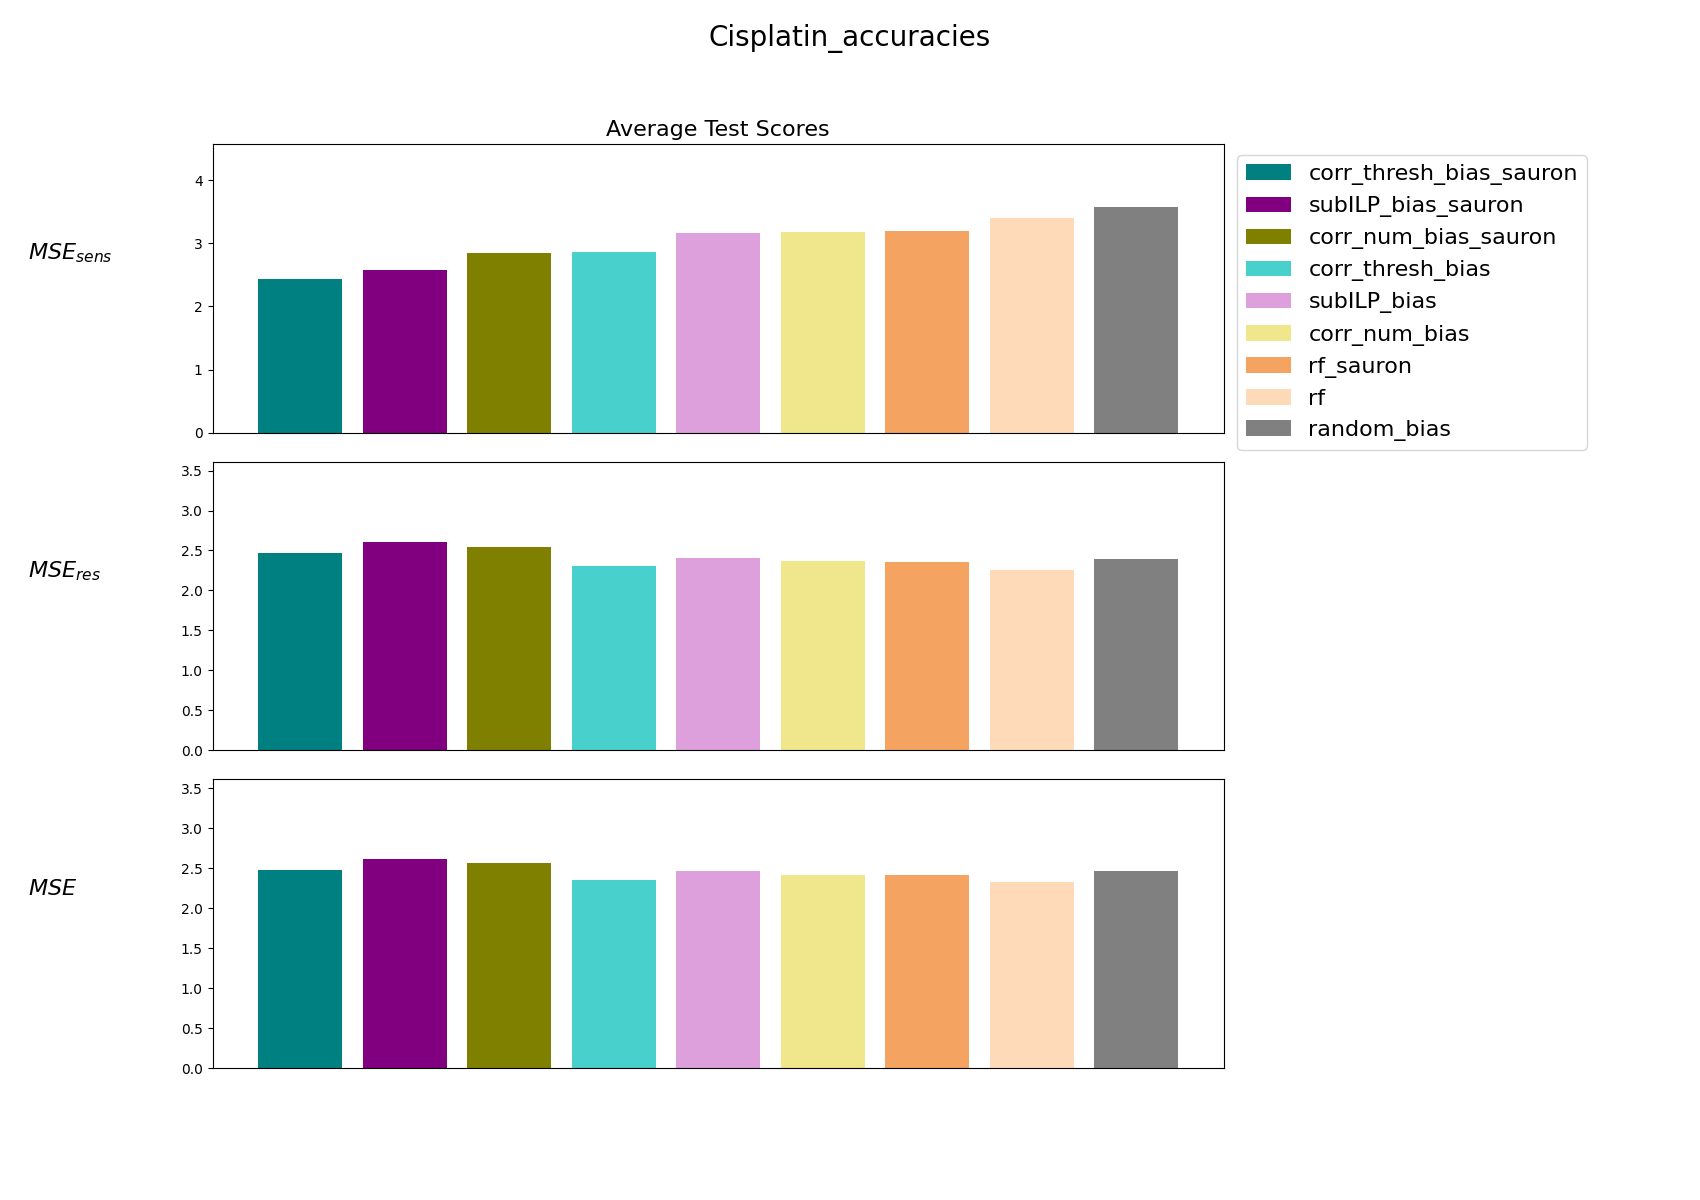 Cisplatin_accuracies
Average Test Scores
MSE_sens
4
3
2
1
0
corr_thresh_bias_sauron
subILP_bias_sauron
corr_num_bias_sauron
corr_thresh_bias
subILP_bias
corr_num_bias
rf_sauron
rf
random_bias
MSE_res
3.5
3.0
2.5
2.0
1.5
1.0
0.5
0.0
MSE
3.5
3.0
2.5
2.0
1.5
1.0
0.5
0.0